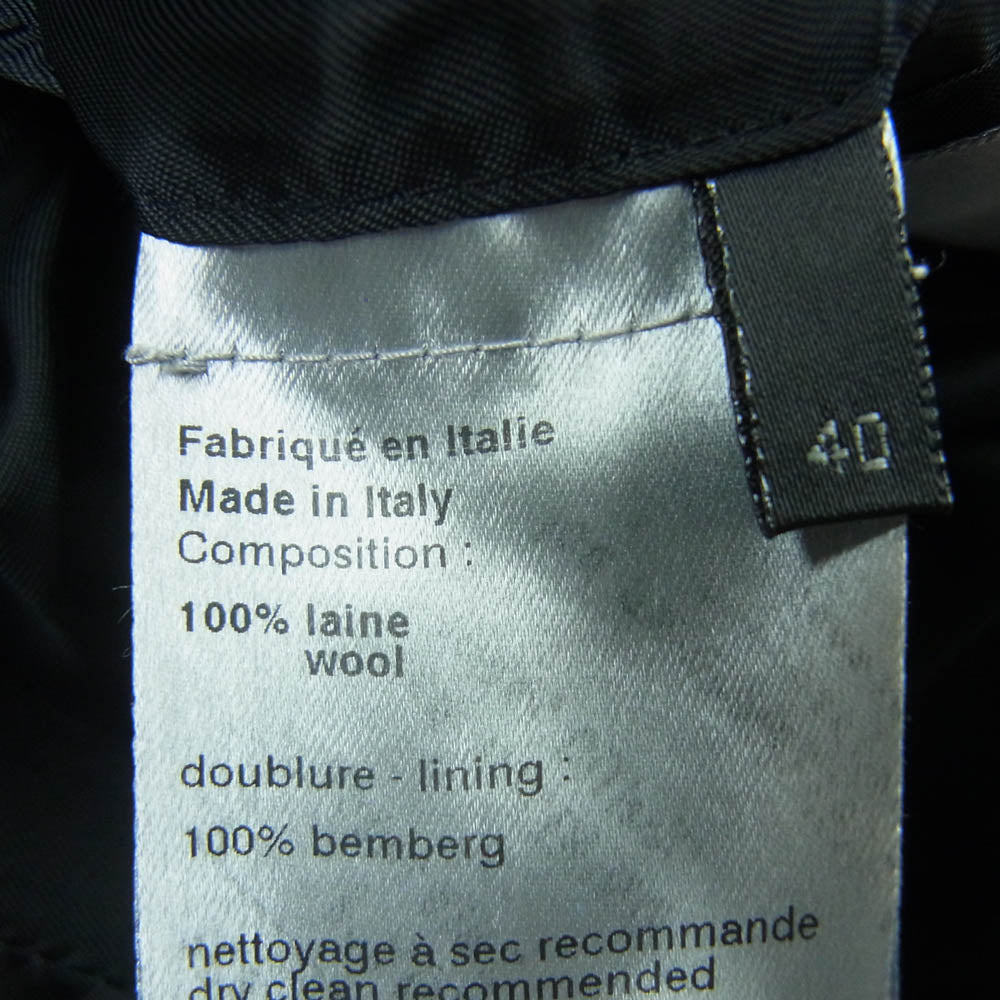 Fabriqué en Italie
Made in Italy
Composition :
100% laine
wool
doublure - lining :
100% bemberg
nettoyage à sec recommande
dry clean recommended
40